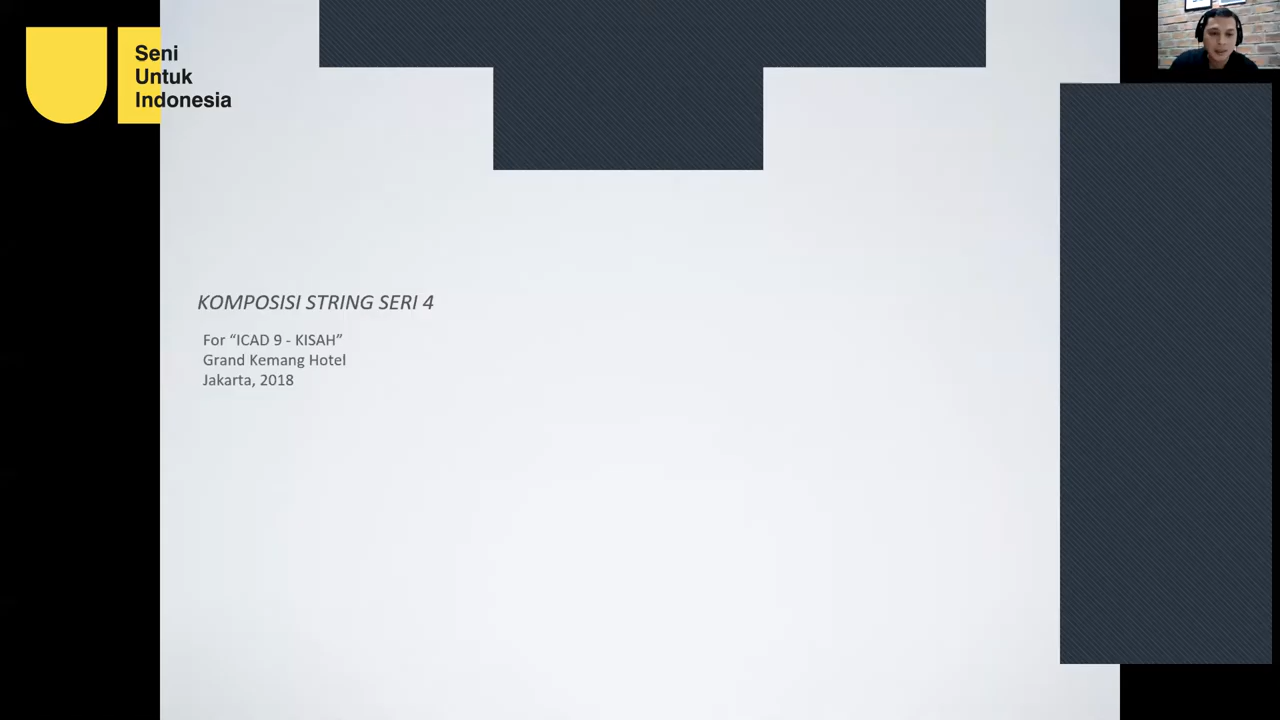 Seni
Untuk
Indonesia
KOMPOSISI STRING SERI 4
For “ICAD 9 - KISAH”
Grand Kemang Hotel
Jakarta, 2018